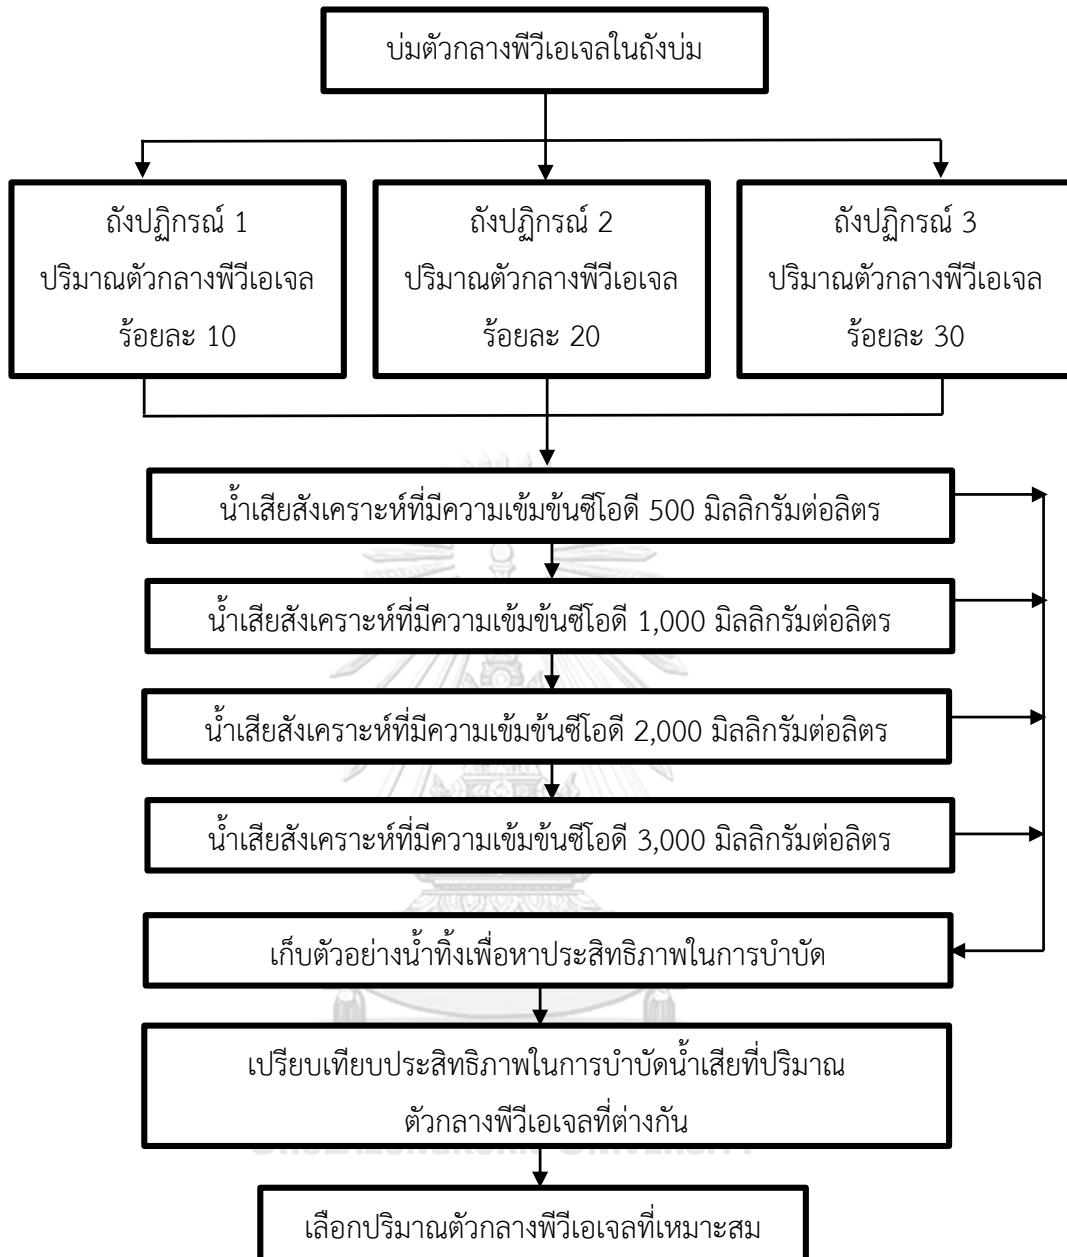 บ่มตัวกลางพีวีเอเจลในถังบ่ม
ถังปฏิกรณ์ 1
ปริมาณตัวกลางพีวีเอเจล
ร้อยละ 10
ถังปฏิกรณ์ 2
ปริมาณตัวกลางพีวีเอเจล
ร้อยละ 20
ถังปฏิกรณ์ 3
ปริมาณตัวกลางพีวีเอเจล
ร้อยละ 30
น้ำเสียสังเคราะห์ที่มีความเข้มข้นซีโอดี 500 มิลลิกรัมต่อลิตร
น้ำเสียสังเคราะห์ที่มีความเข้มข้นซีโอดี 1,000 มิลลิกรัมต่อลิตร
น้ำเสียสังเคราะห์ที่มีความเข้มข้นซีโอดี 2,000 มิลลิกรัมต่อลิตร
น้ำเสียสังเคราะห์ที่มีความเข้มข้นซีโอดี 3,000 มิลลิกรัมต่อลิตร
เก็บตัวอย่างน้ำทิ้งเพื่อหาประสิทธิภาพในการบำบัด
เปรียบเทียบประสิทธิภาพในการบำบัดน้ำเสียที่ปริมาณ
ตัวกลางพีวีเอเจลที่ต่างกัน
เลือกปริมาณตัวกลางพีวีเอเจลที่เหมาะสม